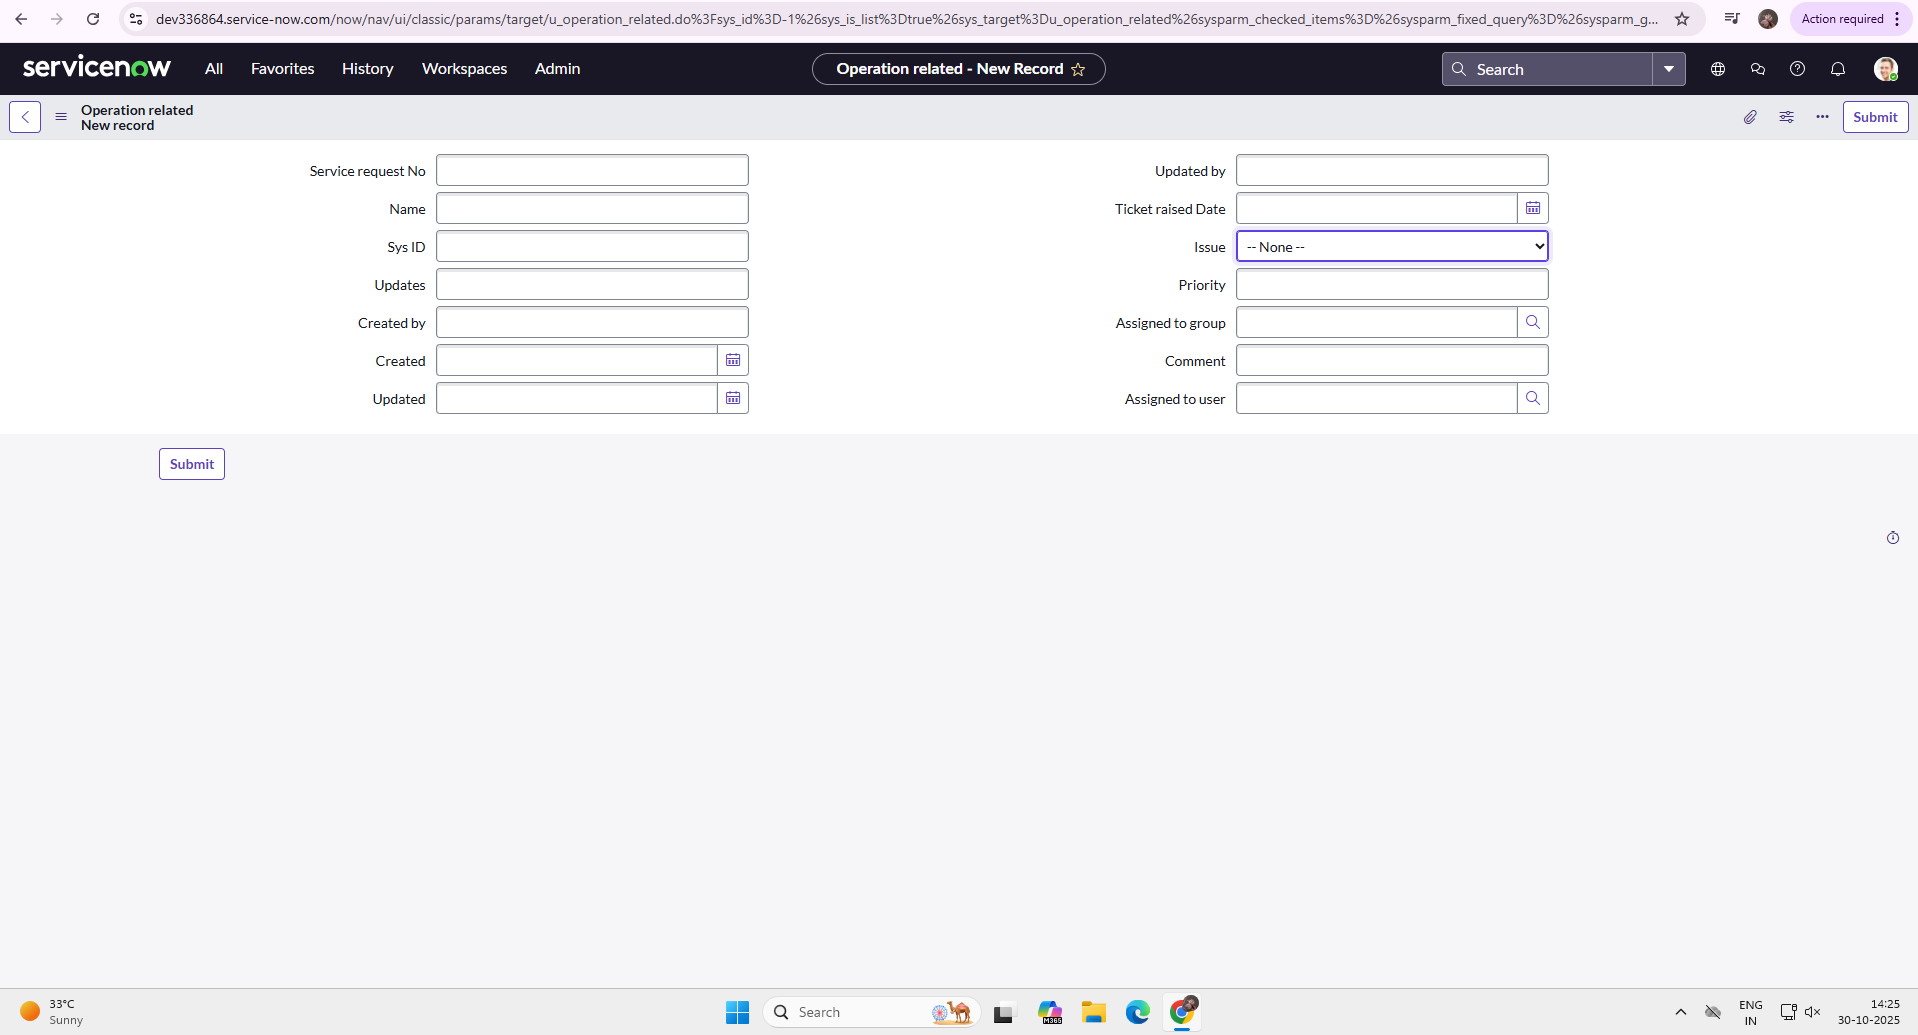 dev336864.service-now.com/now/nav/ui/classic/params/target/u_operation_related.do%3Fsys_id%3D-1%26sys_is_list%3Dtrue%26sys_target%3Du_operation_related%26sysparm_checked_items%3D%26sysparm_fixed_query%3D%26sysparm_g...
Action required
servicenow
All
Favorites
History
Workspaces
Admin
Operation related - New Record
Search
Operation related
New record
Submit
Service request No
Name
Sys ID
Updates
Created by
Created
Updated
Updated by
Ticket raised Date
Issue
-- None --
Priority
Assigned to group
Comment
Assigned to user
Submit
33°C
Sunny
Search
M365
ENG
IN
14:25
30-10-2025